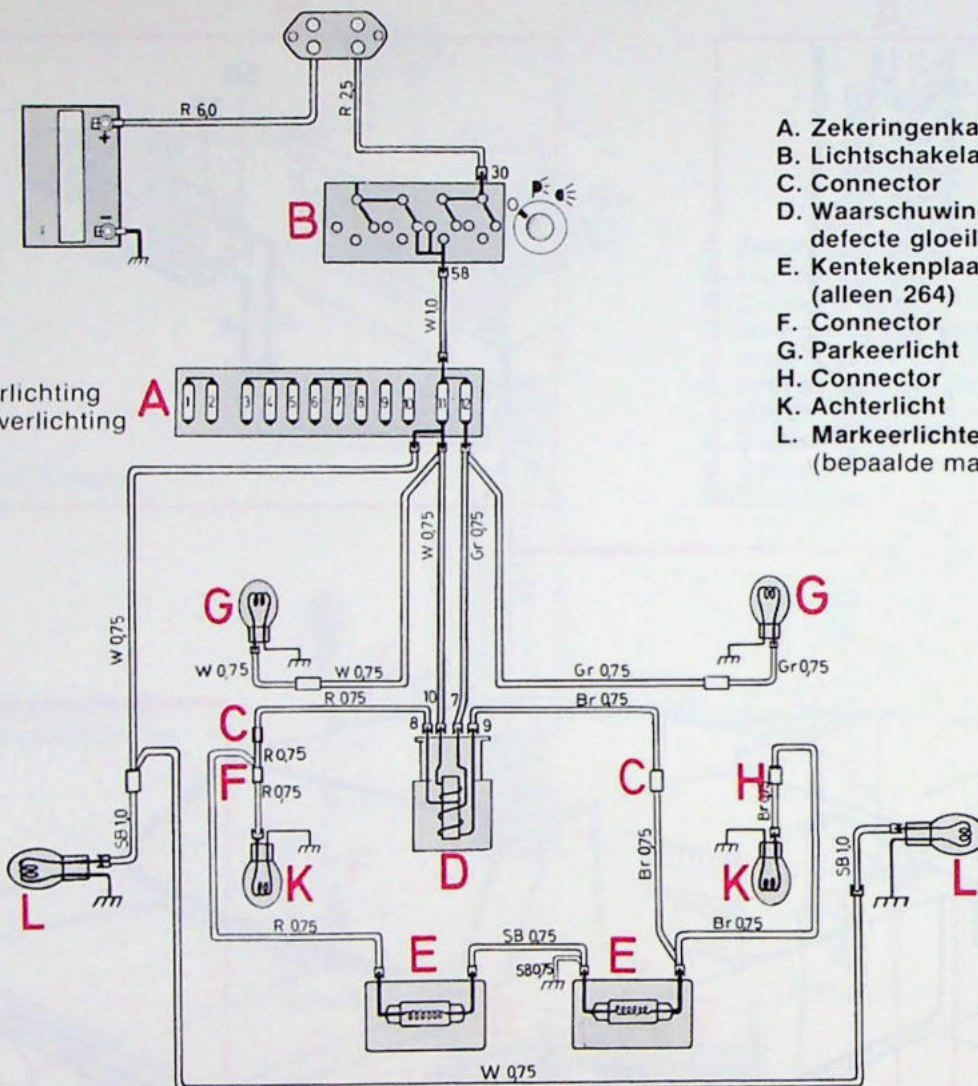 R 6,0
R 2,5
+
-
30
B
58
W 1,0
A. Zekeringenka
B. Lichtschakela
C. Connector
D. Waarschuwin
defecte gloeil
E. Kentekenplaa
(alleen 264)
F. Connector
G. Parkeerlicht
H. Connector
K. Achterlicht
L. Markeerlichte
(bepaalde ma
rlichting
verlichting
A
1 2 3 4 5 6 7 8 9 10 11 12
W 0,75
W 0,75
Gr 0,75
G
G
W 0,75
W 0,75
Gr 0,75
Gr 0,75
R 0,75
Br 0,75
8 10 7 9
C
R 0,75
F
R 0,75
C
H
Br 0,75
SB 1,0
Br 0,75
SB 1,0
L
K
D
K
L
R 0,75
SB 0,75
SB 0,75
Br 0,75
E
E
W 0,75